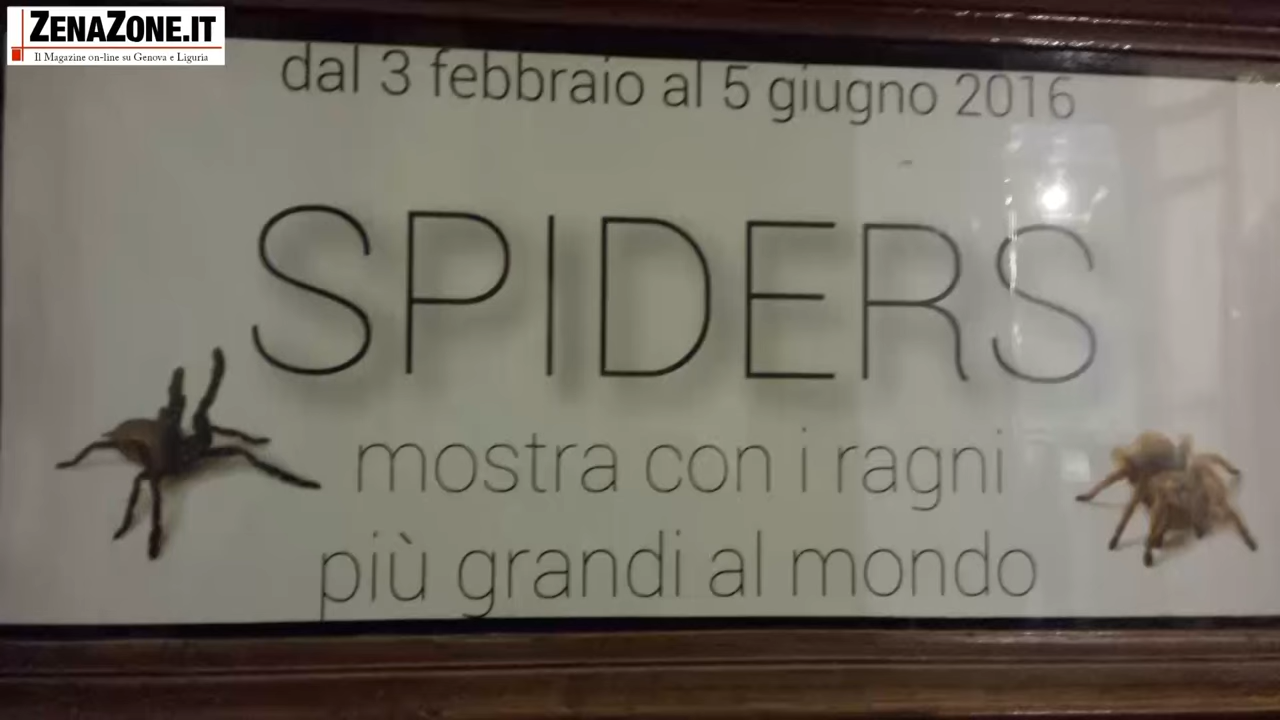 ZENAZONE.IT
Il Magazine on-line su Genova e Liguria
dal 3 febbraio al 5 giugno 2016
SPIDERS
mostra con i ragni
più grandi al mondo